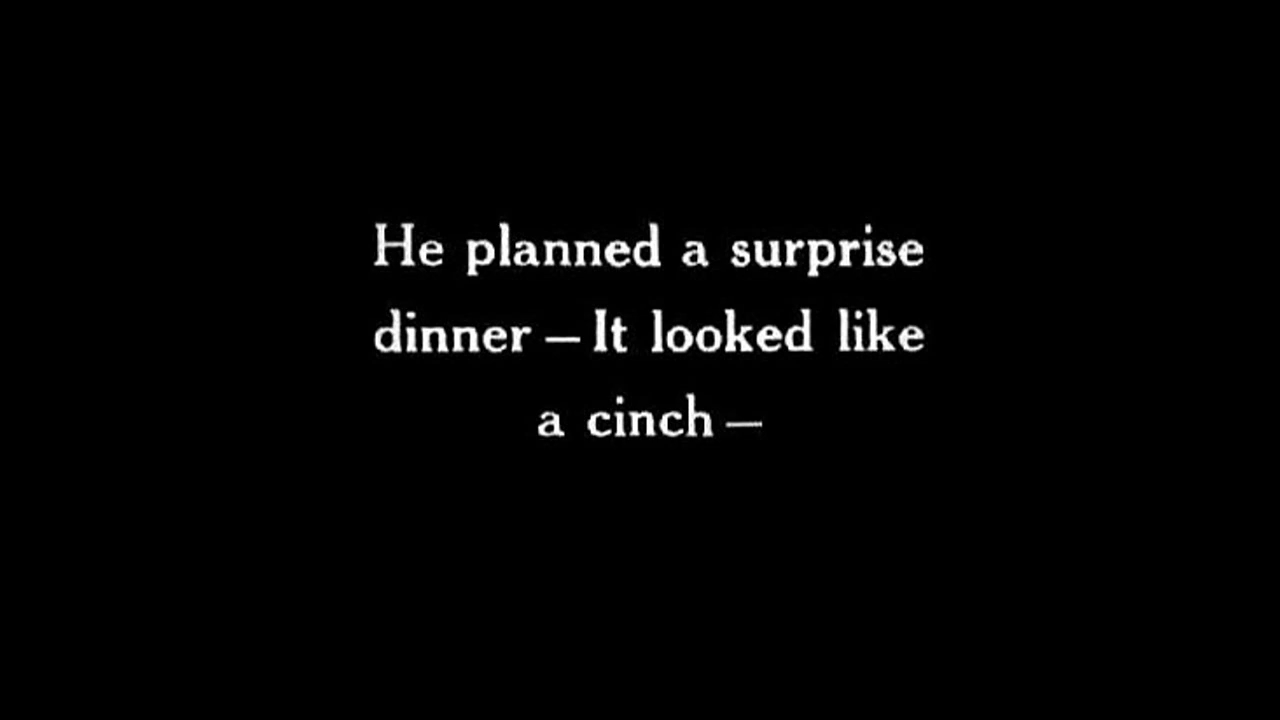 He planned a surprise
dinner — It looked like
a cinch —